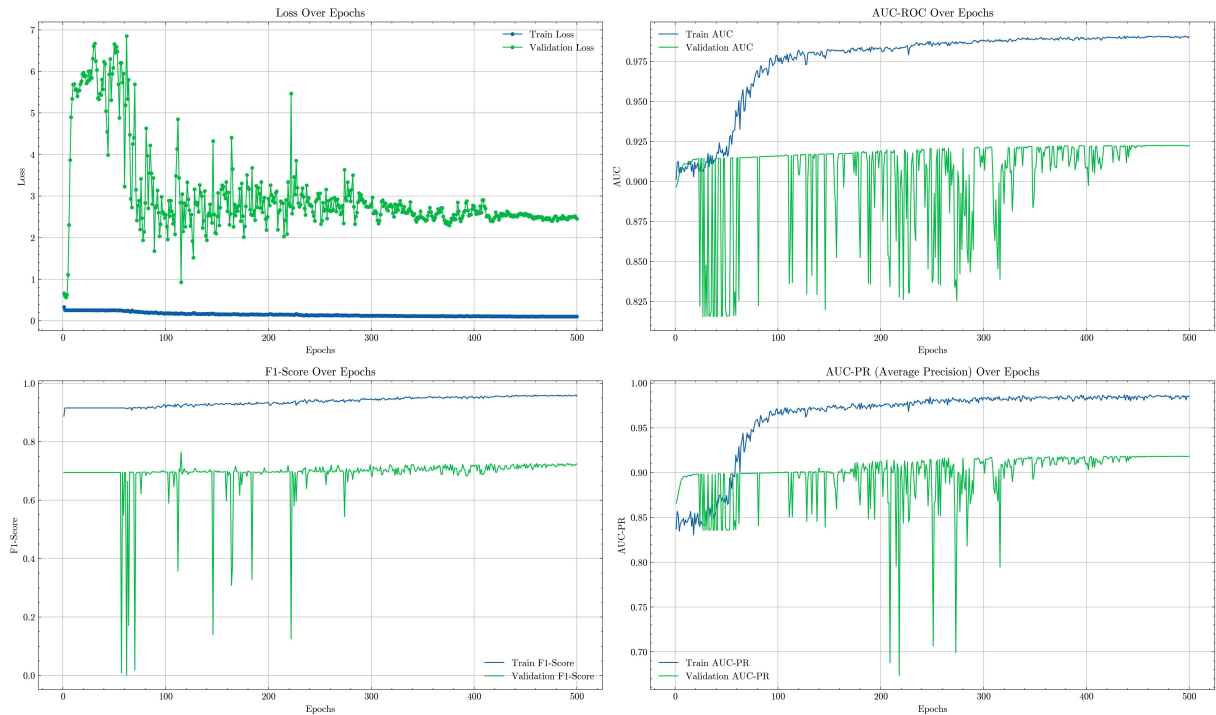 Loss Over Epochs
Train Loss
Validation Loss
7
6
5
4
3
2
1
0
Loss
0
100
200
300
400
500
Epochs
AUC-ROC Over Epochs
Train AUC
Validation AUC
0.975
0.950
0.925
0.900
0.875
0.850
0.825
AUC
0
100
200
300
400
500
Epochs
F1-Score Over Epochs
1.0
0.8
0.6
0.4
0.2
0.0
F1-Score
Train F1-Score
Validation F1-Score
0
100
200
300
400
500
Epochs
AUC-PR (Average Precision) Over Epochs
1.00
0.95
0.90
0.85
0.80
0.75
0.70
AUC-PR
Train AUC-PR
Validation AUC-PR
0
100
200
300
400
500
Epochs